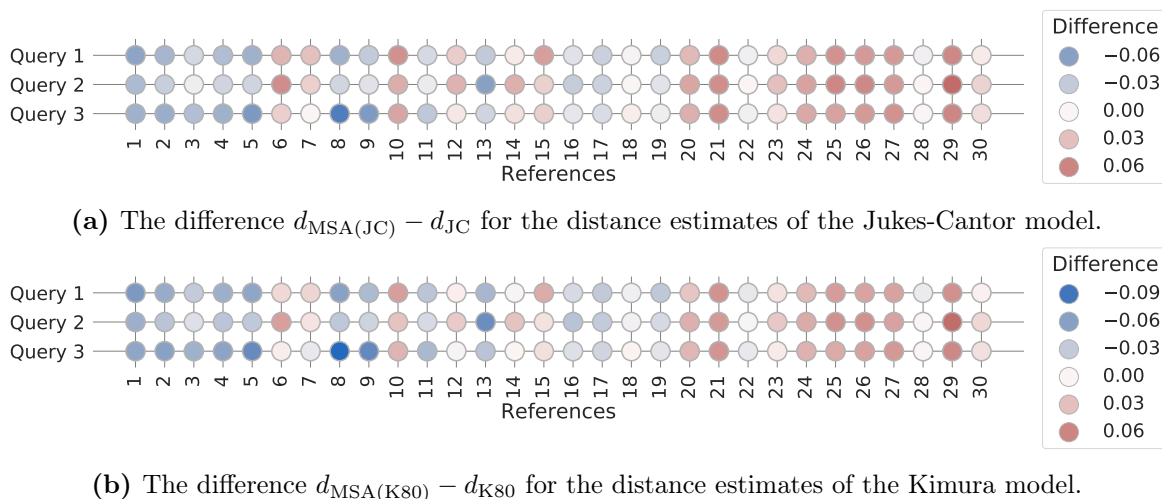 Difference
Query 1
Query 2
Query 3
−0.06
−0.03
0.00
0.03
0.06
1 2 3 4 5 6 7 8 9 10 11 12 13 14 15 16 17 18 19 20 21 22 23 24 25 26 27 28 29 30
References
(a) The difference d_MSA(JC) − d_JC for the distance estimates of the Jukes-Cantor model.
Difference
Query 1
Query 2
Query 3
−0.09
−0.06
−0.03
0.00
0.03
0.06
1 2 3 4 5 6 7 8 9 10 11 12 13 14 15 16 17 18 19 20 21 22 23 24 25 26 27 28 29 30
References
(b) The difference d_MSA(K80) − d_K80 for the distance estimates of the Kimura model.